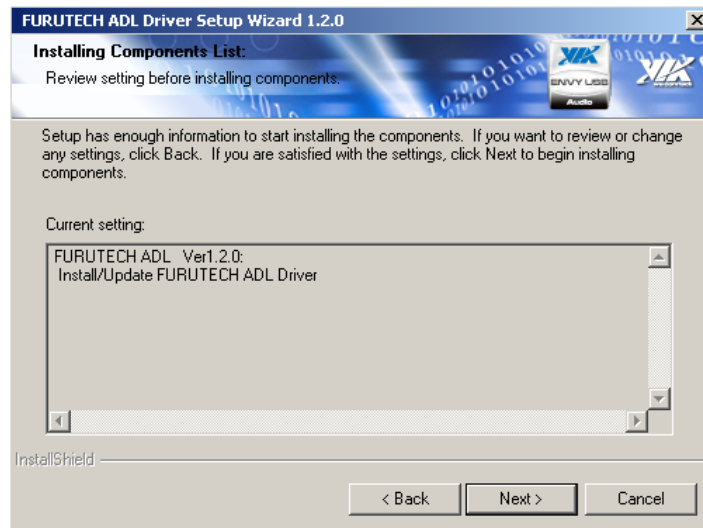 FURUTECH ADL Driver Setup Wizard 1.2.0
Installing Components List:
Review setting before installing components.
VIA
ENVY USB
Audio
VIA
Setup has enough information to start installing the components. If you want to review or change
any settings, click Back. If you are satisfied with the settings, click Next to begin installing
components.
Current setting:
FURUTECH ADL Ver1.2.0:
Install/Update FURUTECH ADL Driver
InstallShield
< Back
Next >
Cancel